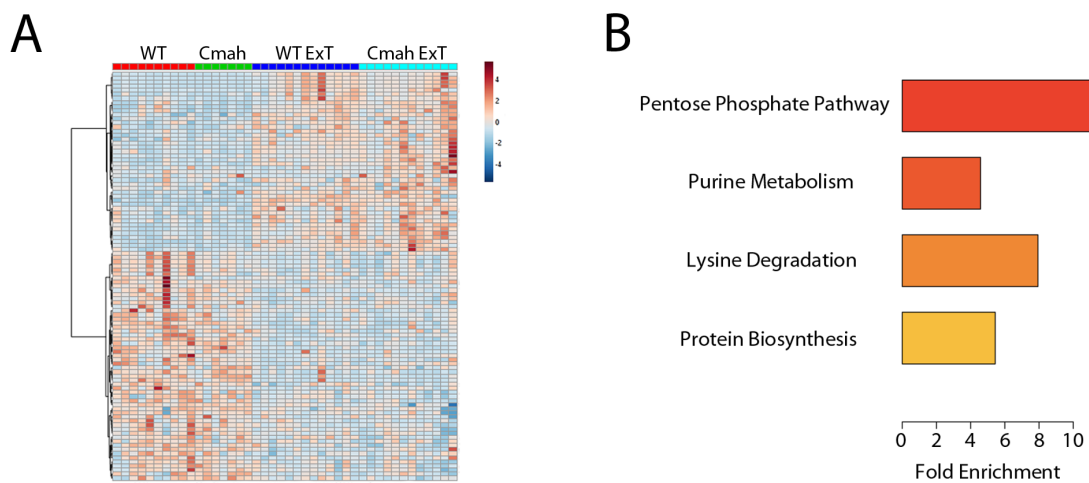 A
WT Cmah WT ExT Cmah ExT
4
2
0
-2
-4
B
Pentose Phosphate Pathway
Purine Metabolism
Lysine Degradation
Protein Biosynthesis
0 2 4 6 8 10
Fold Enrichment